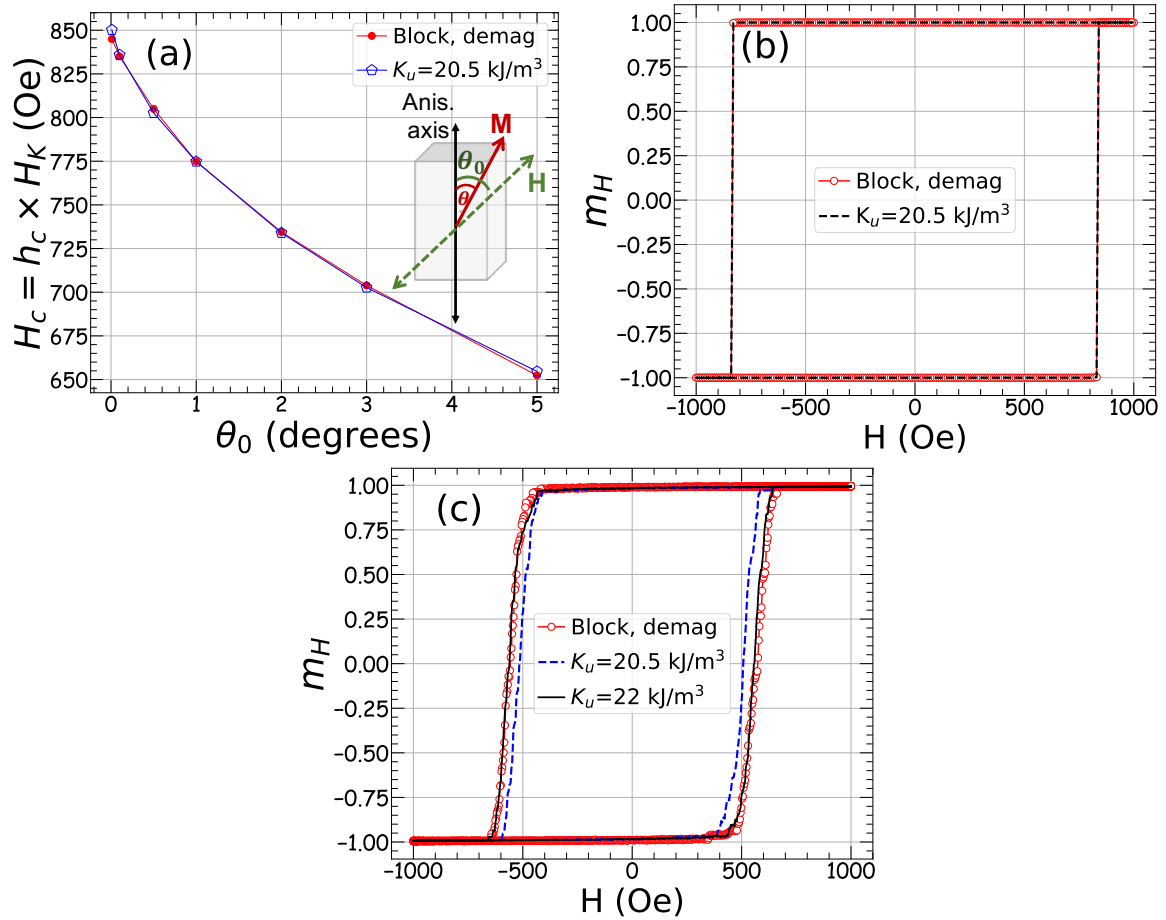 (a)
H_c = h_c × H_K (Oe)
850
825
800
775
750
725
700
675
650
Block, demag
K_u=20.5 kJ/m³
Anis.
axis
M
θ₀
θ
H
0 1 2 3 4 5
θ₀ (degrees)
(b)
m_H
1.00
0.75
0.50
0.25
0.00
−0.25
−0.50
−0.75
−1.00
Block, demag
K_u=20.5 kJ/m³
−1000 −500 0 500 1000
H (Oe)
(c)
m_H
1.00
0.75
0.50
0.25
0.00
−0.25
−0.50
−0.75
−1.00
Block, demag
K_u=20.5 kJ/m³
K_u=22 kJ/m³
−1000 −500 0 500 1000
H (Oe)